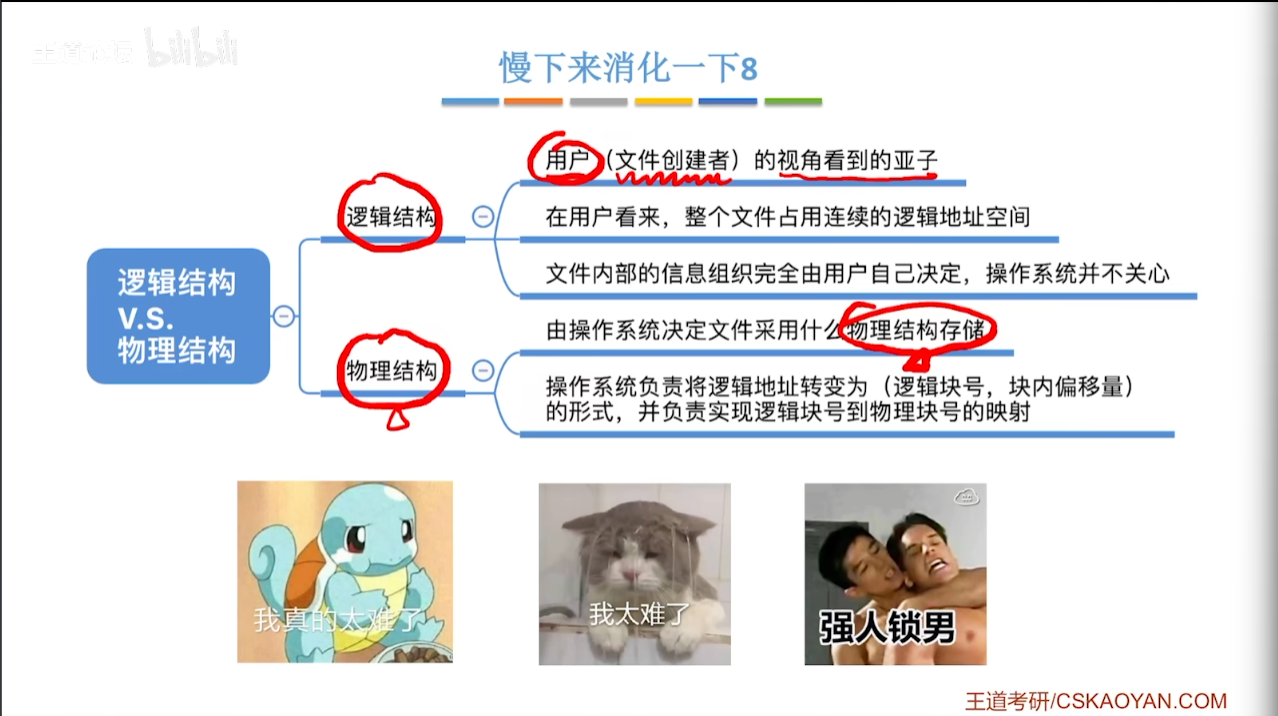 王道论坛 bilibili
慢下来消化一下8
逻辑结构
V.S.
物理结构
逻辑结构
用户（文件创建者）的视角看到的亚子
在用户看来，整个文件占用连续的逻辑地址空间
文件内部的信息组织完全由用户自己决定，操作系统并不关心
物理结构
由操作系统决定文件采用什么物理结构存储
操作系统负责将逻辑地址转变为（逻辑块号，块内偏移量）
的形式，并负责实现逻辑块号到物理块号的映射
我真的太难了
我太难了
强人锁男
王道考研/CSKAOYAN.COM